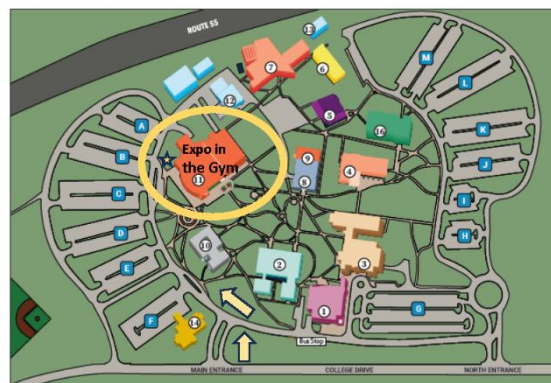 ROUTE 55
13
M
7
6
L
12
A
5
K
16
Expo in
B
9
the Gym
4
J
11
8
C
I
10
H
D
2
3
E
1
G
F
14
Bus Stop
MAIN ENTRANCE
COLLEGE DRIVE
NORTH ENTRANCE